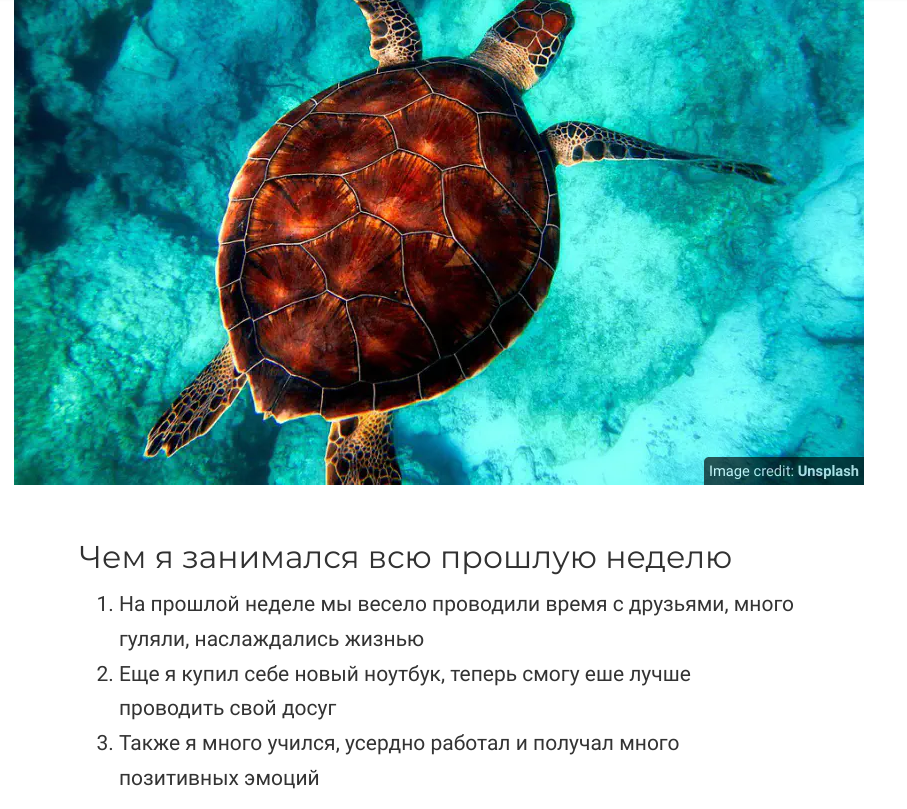 Image credit: Unsplash
Чем я занимался всю прошлую неделю
1. На прошлой неделе мы весело проводили время с друзьями, много
гуляли, наслаждались жизнью
2. Еще я купил себе новый ноутбук, теперь смогу еше лучше
проводить свой досуг
3. Также я много учился, усердно работал и получал много
позитивных эмоций